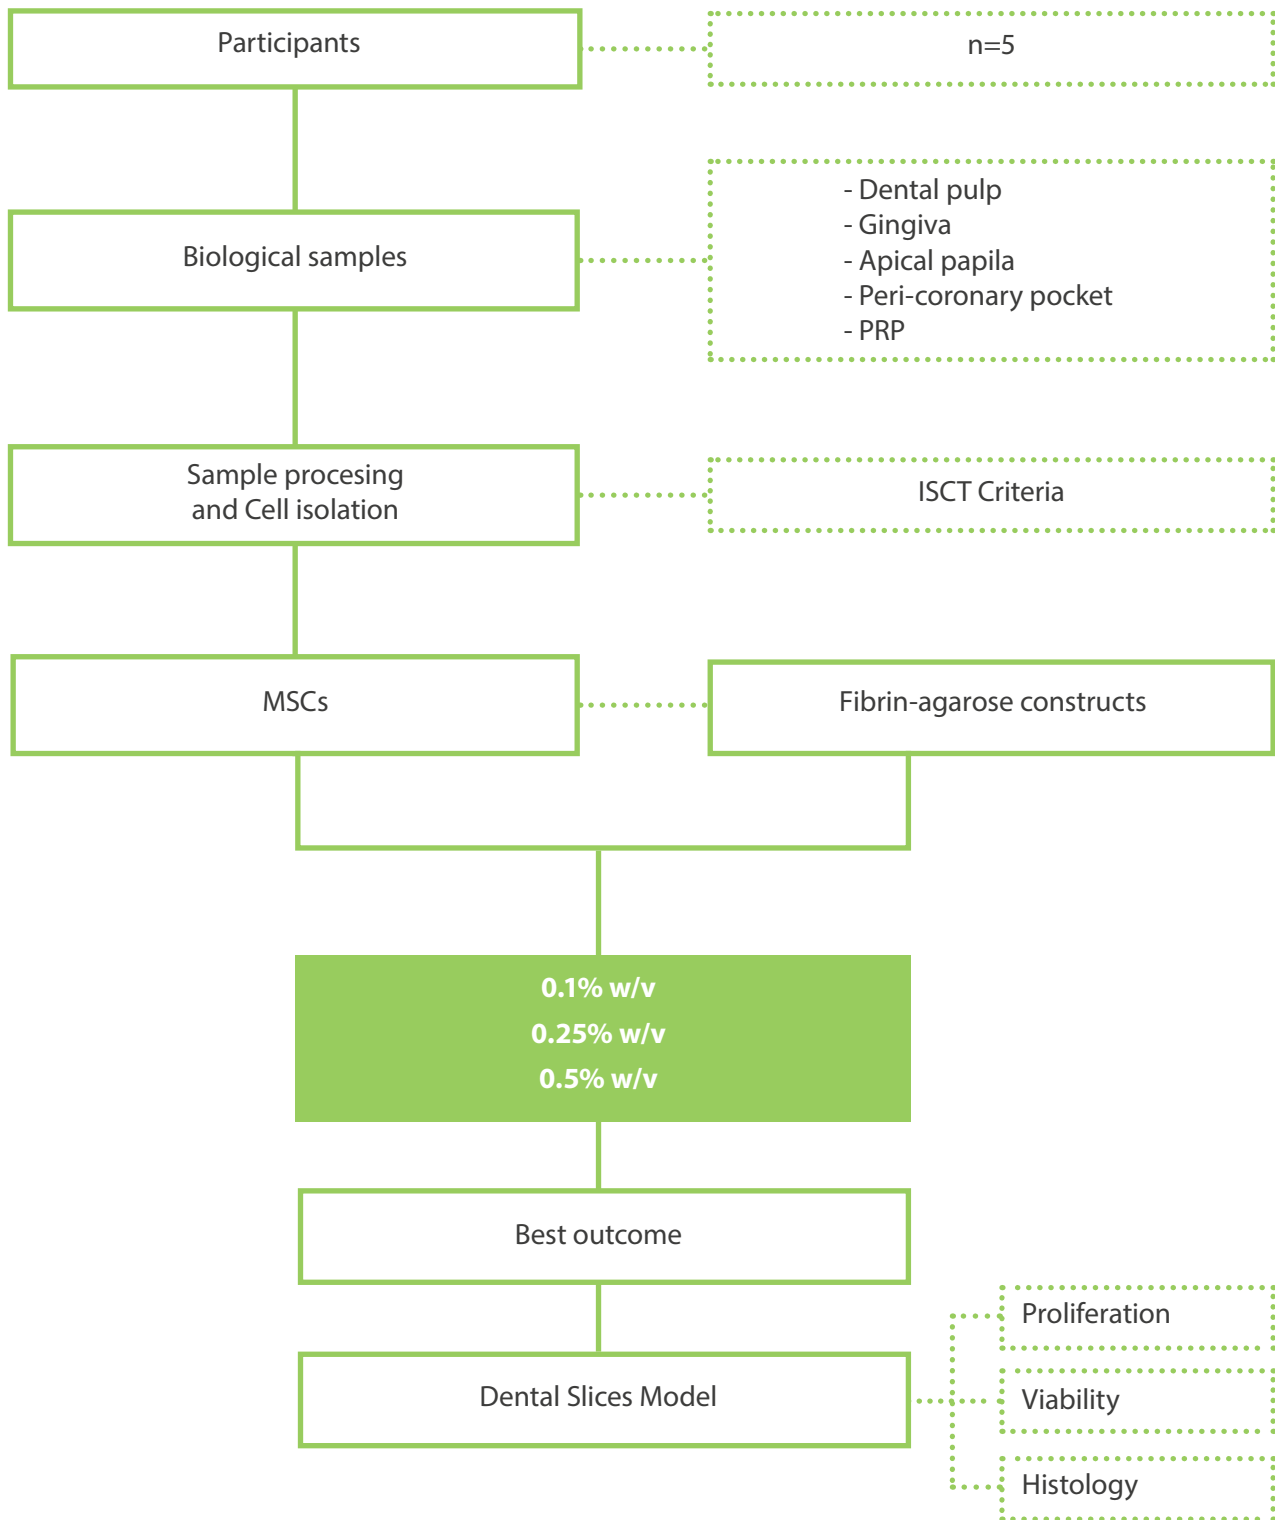 Participants
n=5
Biological samples
- Dental pulp
- Gingiva
- Apical papila
- Peri-coronary pocket
- PRP
Sample procesing
and Cell isolation
ISCT Criteria
MSCs
Fibrin-agarose constructs
0.1% w/v
0.25% w/v
0.5% w/v
Best outcome
Dental Slices Model
Proliferation
Viability
Histology